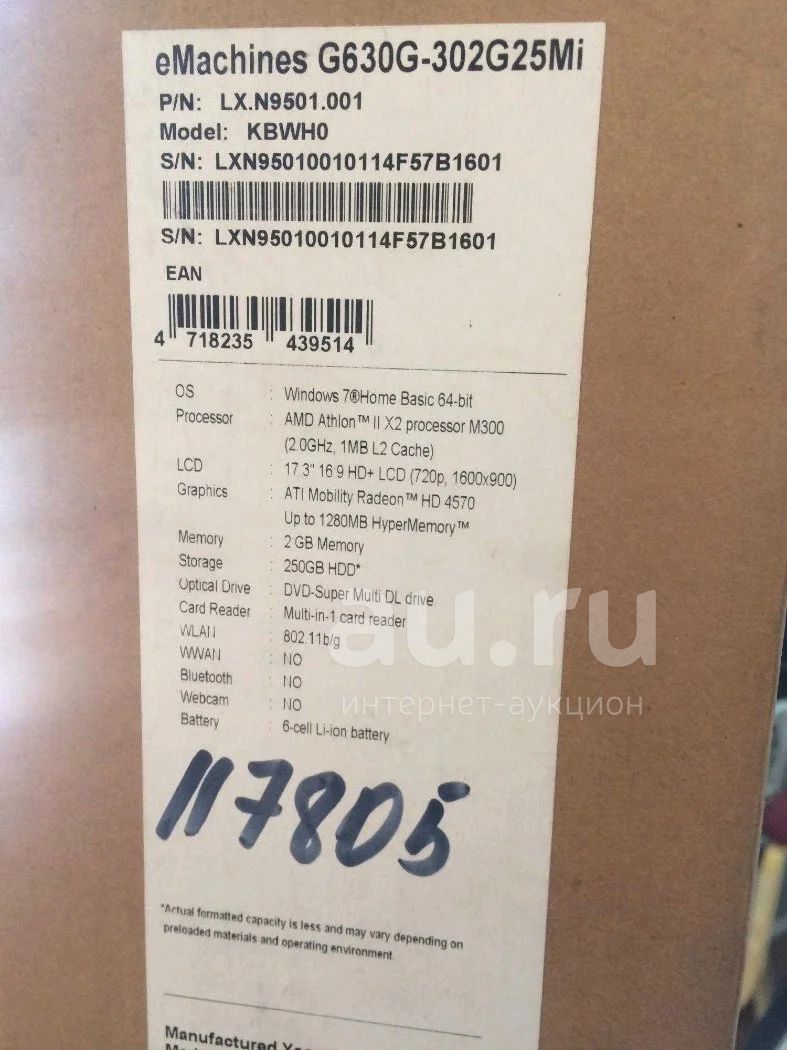 eMachines G630G-302G25Mi
P/N: LX.N9501.001
Model: KBWH0
S/N: LXN95010010114F57B1601
S/N: LXN95010010114F57B1601
EAN
4 718235 439514
OS : Windows 7®Home Basic 64-bit
Processor : AMD Athlon™ II X2 processor M300
(2.0GHz, 1MB L2 Cache)
LCD : 17.3" 16:9 HD+ LCD (720p, 1600x900)
Graphics : ATI Mobility Radeon™ HD 4570
Up to 1280MB HyperMemory™
Memory : 2 GB Memory
Storage : 250GB HDD*
Optical Drive : DVD-Super Multi DL drive
Card Reader : Multi-in-1 card reader
WLAN : 802.11b/g
WWAN : NO
Bluetooth : NO
Webcam : NO
Battery : 6-cell Li-ion battery
au.ru
интернет-аукцион
117805
*Actual formatted capacity is less and may vary depending on
preloaded materials and operating environment.
Manufactured